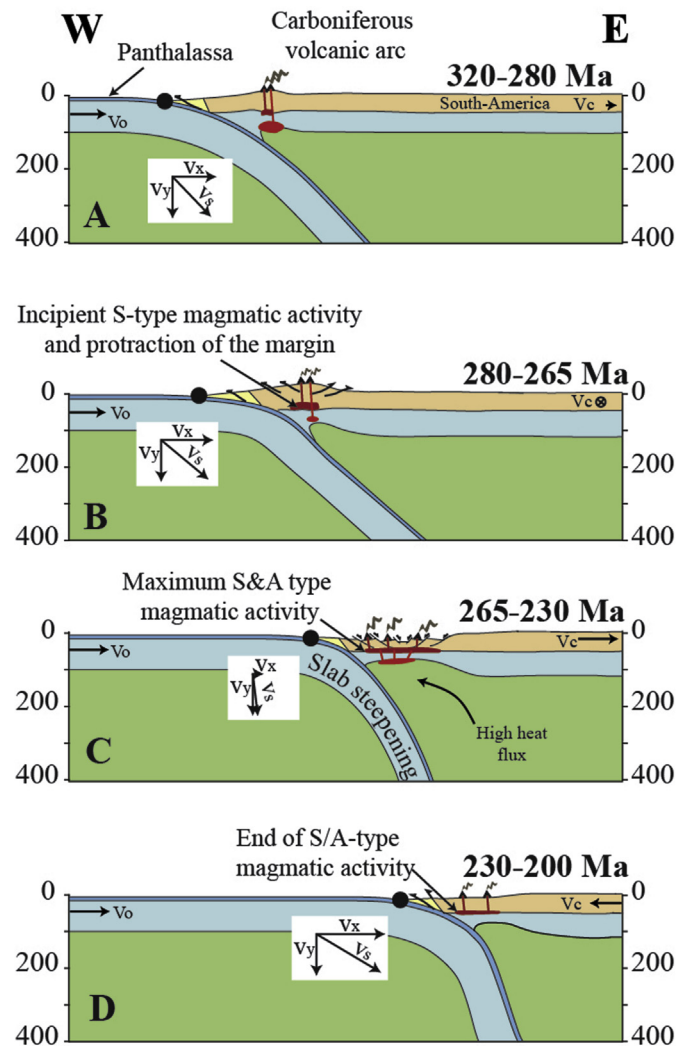 W
Carboniferous
volcanic arc
E
Panthalassa
320-280 Ma
0
South-America
Vc
0
Vo
200
Vx
Vy
Vs
200
A
400
400
Incipient S-type magmatic activity
and protraction of the margin
280-265 Ma
0
Vc
0
Vo
Vx
Vy
Vs
200
200
B
400
400
Maximum S&A type
magmatic activity
265-230 Ma
0
Vo
Vc
0
Vx
Vy
Vs
200
Slab steepening
200
High heat
flux
C
400
400
End of S/A-type
magmatic activity
230-200 Ma
0
Vo
Vc
0
Vx
Vy
Vs
200
200
D
400
400